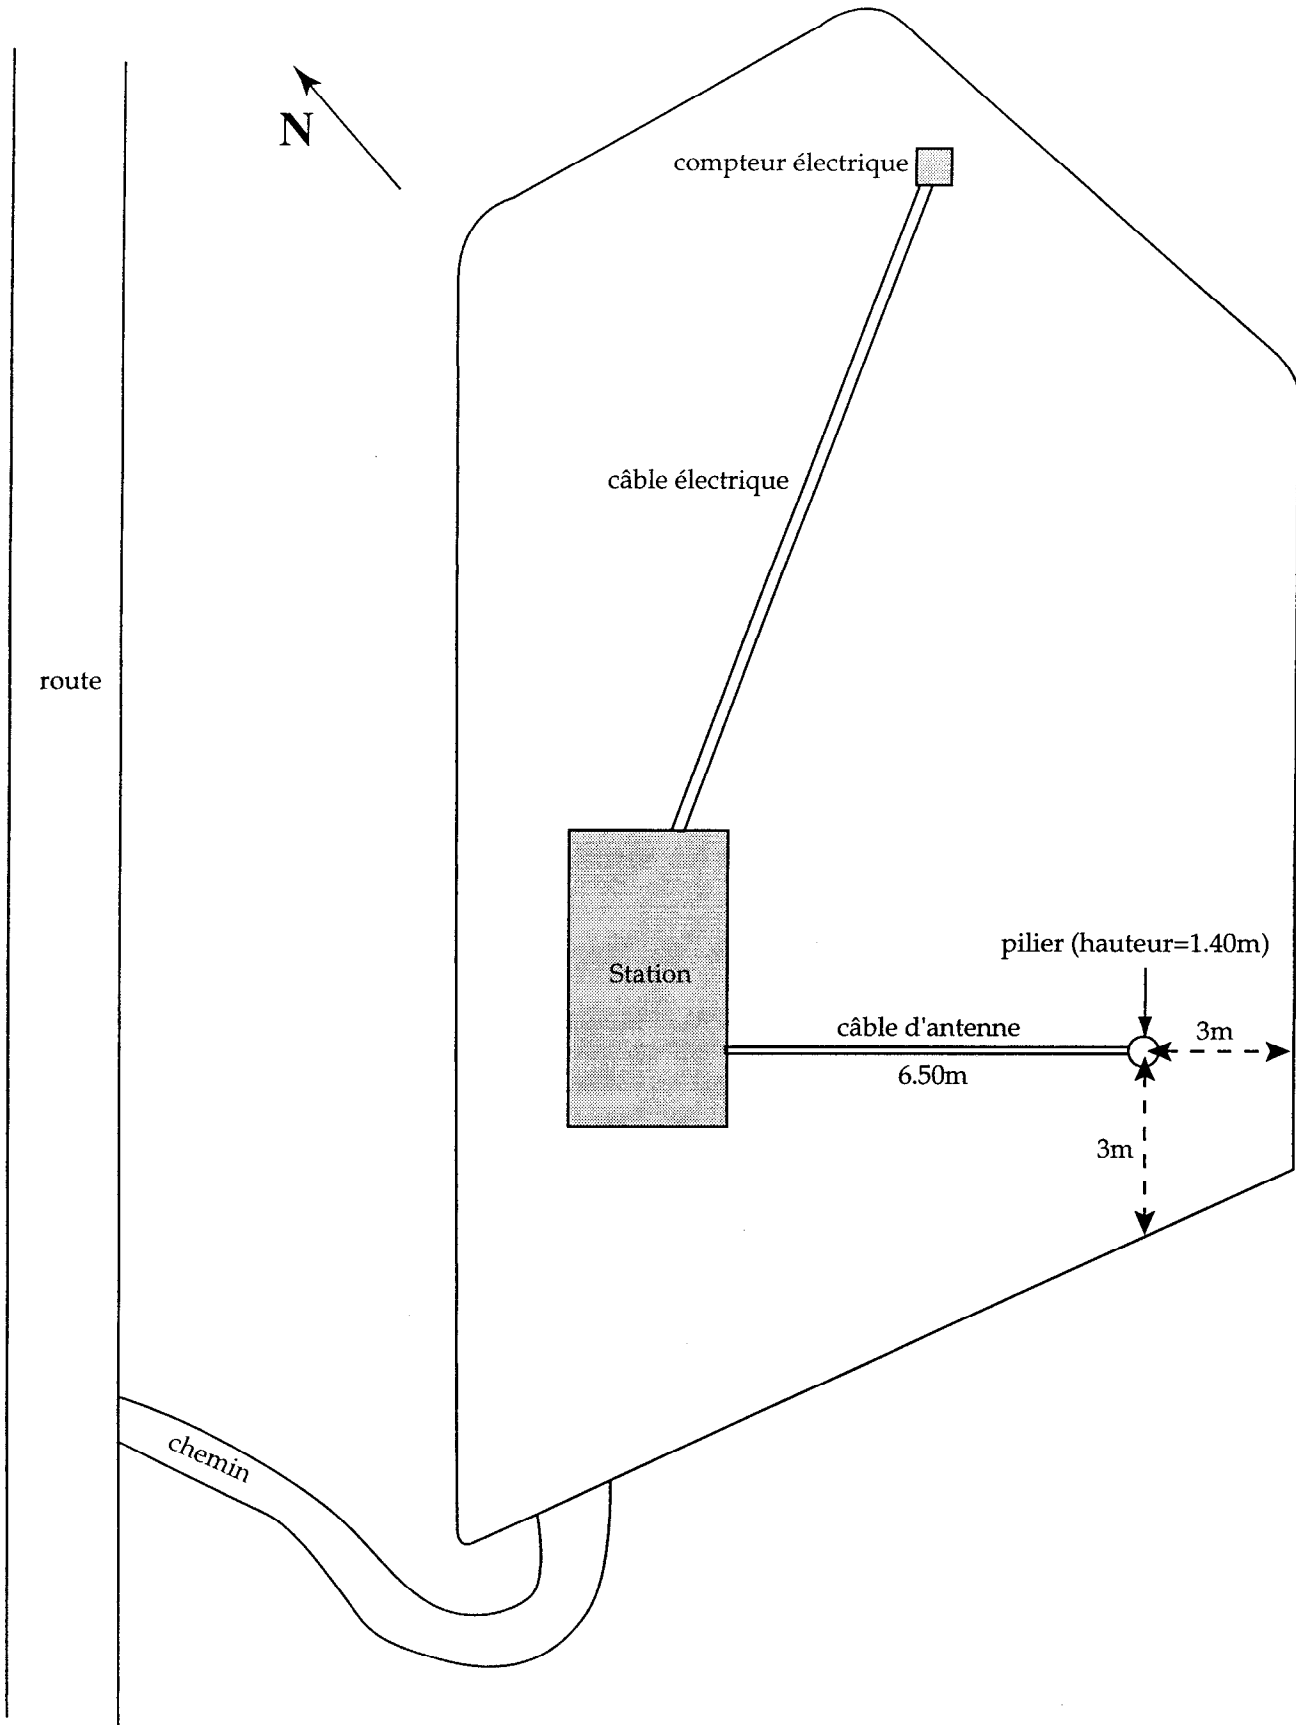 N
compteur électrique
câble électrique
route
pilier (hauteur=1.40m)
Station
câble d'antenne
3m
6.50m
3m
chemin